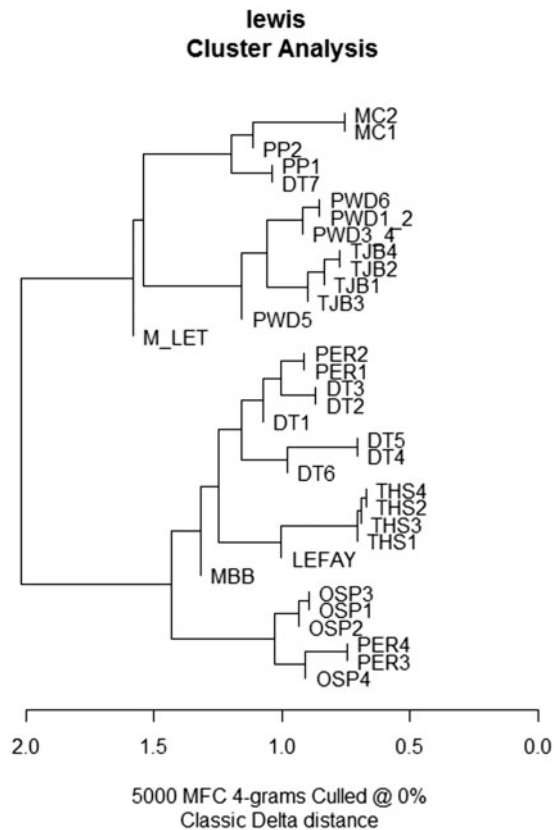 lewis
Cluster Analysis
MC2
MC1
PP2
PP1
DT7
PWD6
PWD1_2
PWD3_4
TJB4
TJB2
TJB1
TJB3
PWD5
M_LET
PER2
PER1
DT3
DT2
DT1
DT5
DT4
DT6
THS4
THS2
THS3
THS1
LEFAY
MBB
OSP3
OSP1
OSP2
PER4
PER3
OSP4
2.0 1.5 1.0 0.5 0.0
5000 MFC 4-grams Culled @ 0%
Classic Delta distance